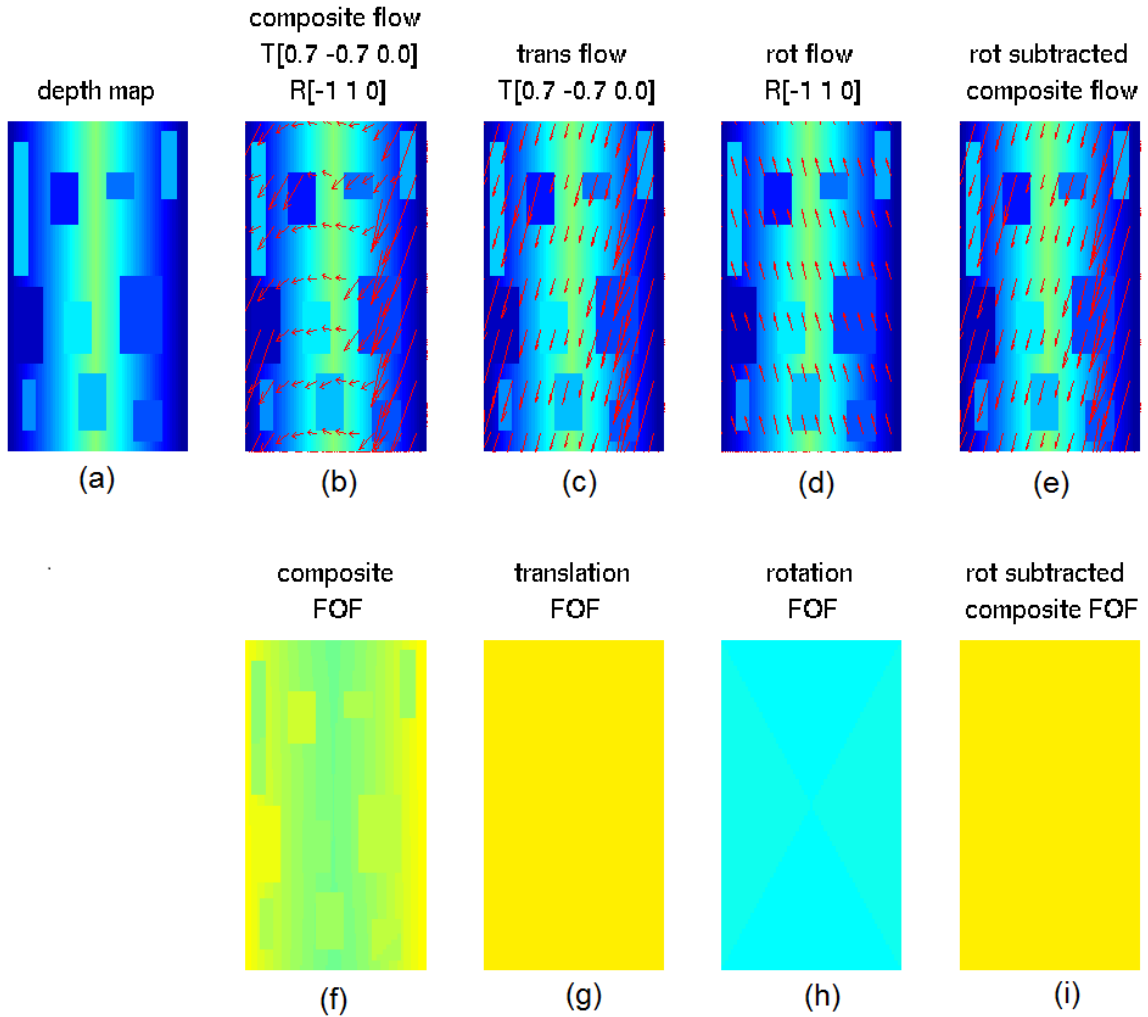 depth map
composite flow
T[0.7 -0.7 0.0]
R[-1 1 0]
trans flow
T[0.7 -0.7 0.0]
rot flow
R[-1 1 0]
rot subtracted
composite flow
(a)
(b)
(c)
(d)
(e)
composite
FOF
translation
FOF
rotation
FOF
rot subtracted
composite FOF
(f)
(g)
(h)
(i)